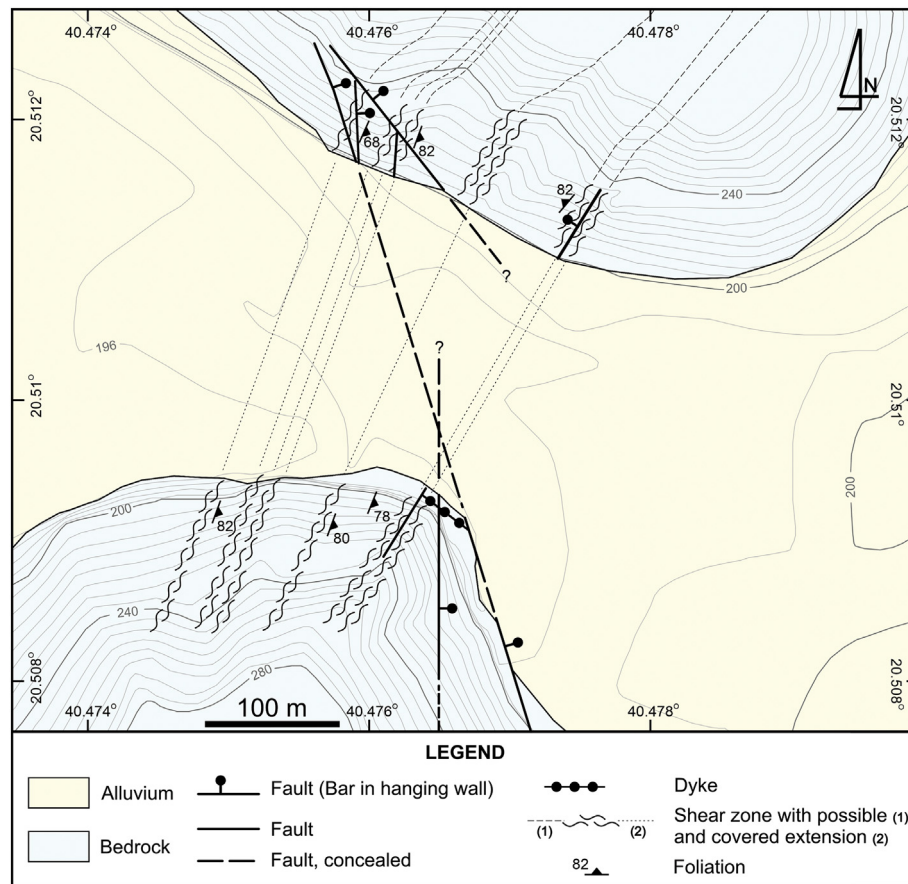 40.474°
40.476°
40.478°
N
20.512°
20.512°
68
82
82
240
200
?
?
196
20.51°
20.51°
200
200
82
80
78
240
280
20.508°
20.508°
100 m
40.474°
40.476°
40.478°
LEGEND
Alluvium
Bedrock
Fault (Bar in hanging wall)
Fault
Fault, concealed
Dyke
(1) (2)
Shear zone with possible (1)
and covered extension (2)
82 Foliation